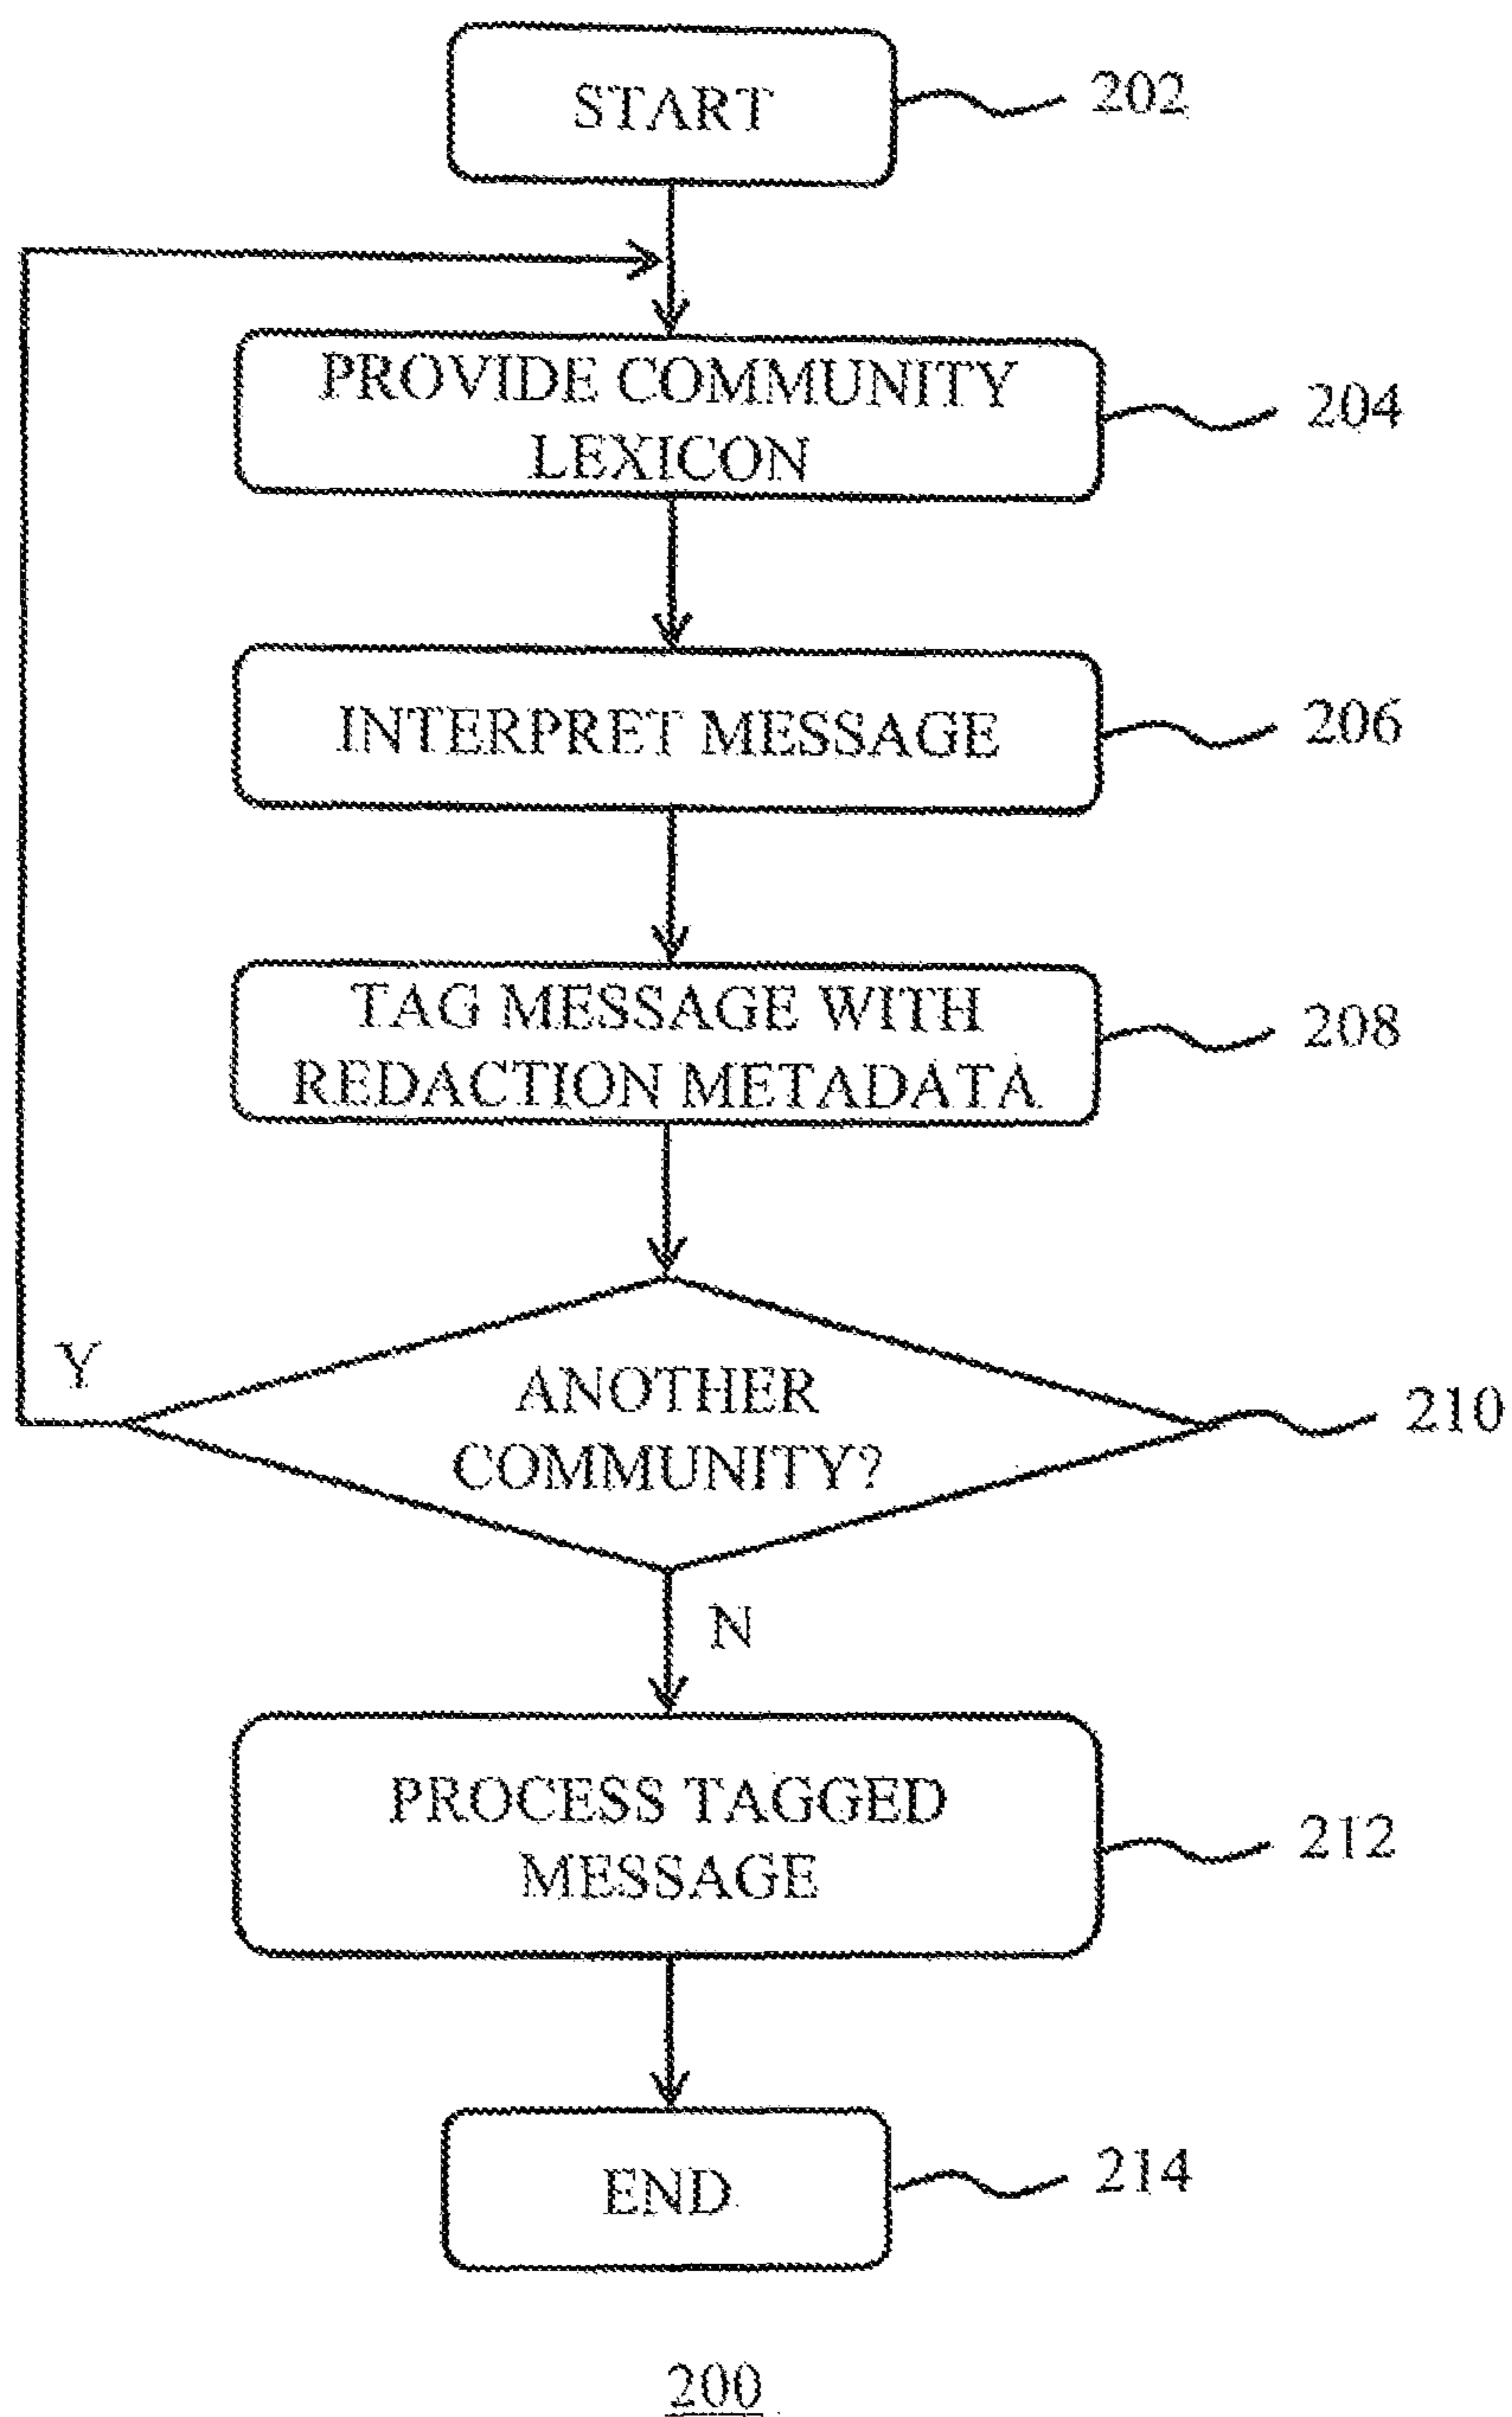 START
202
PROVIDE COMMUNITY
LEXICON
204
INTERPRET MESSAGE
206
TAG MESSAGE WITH
REDACTION METADATA
208
Y
ANOTHER
COMMUNITY?
210
N
PROCESS TAGGED
MESSAGE
212
END
214
200